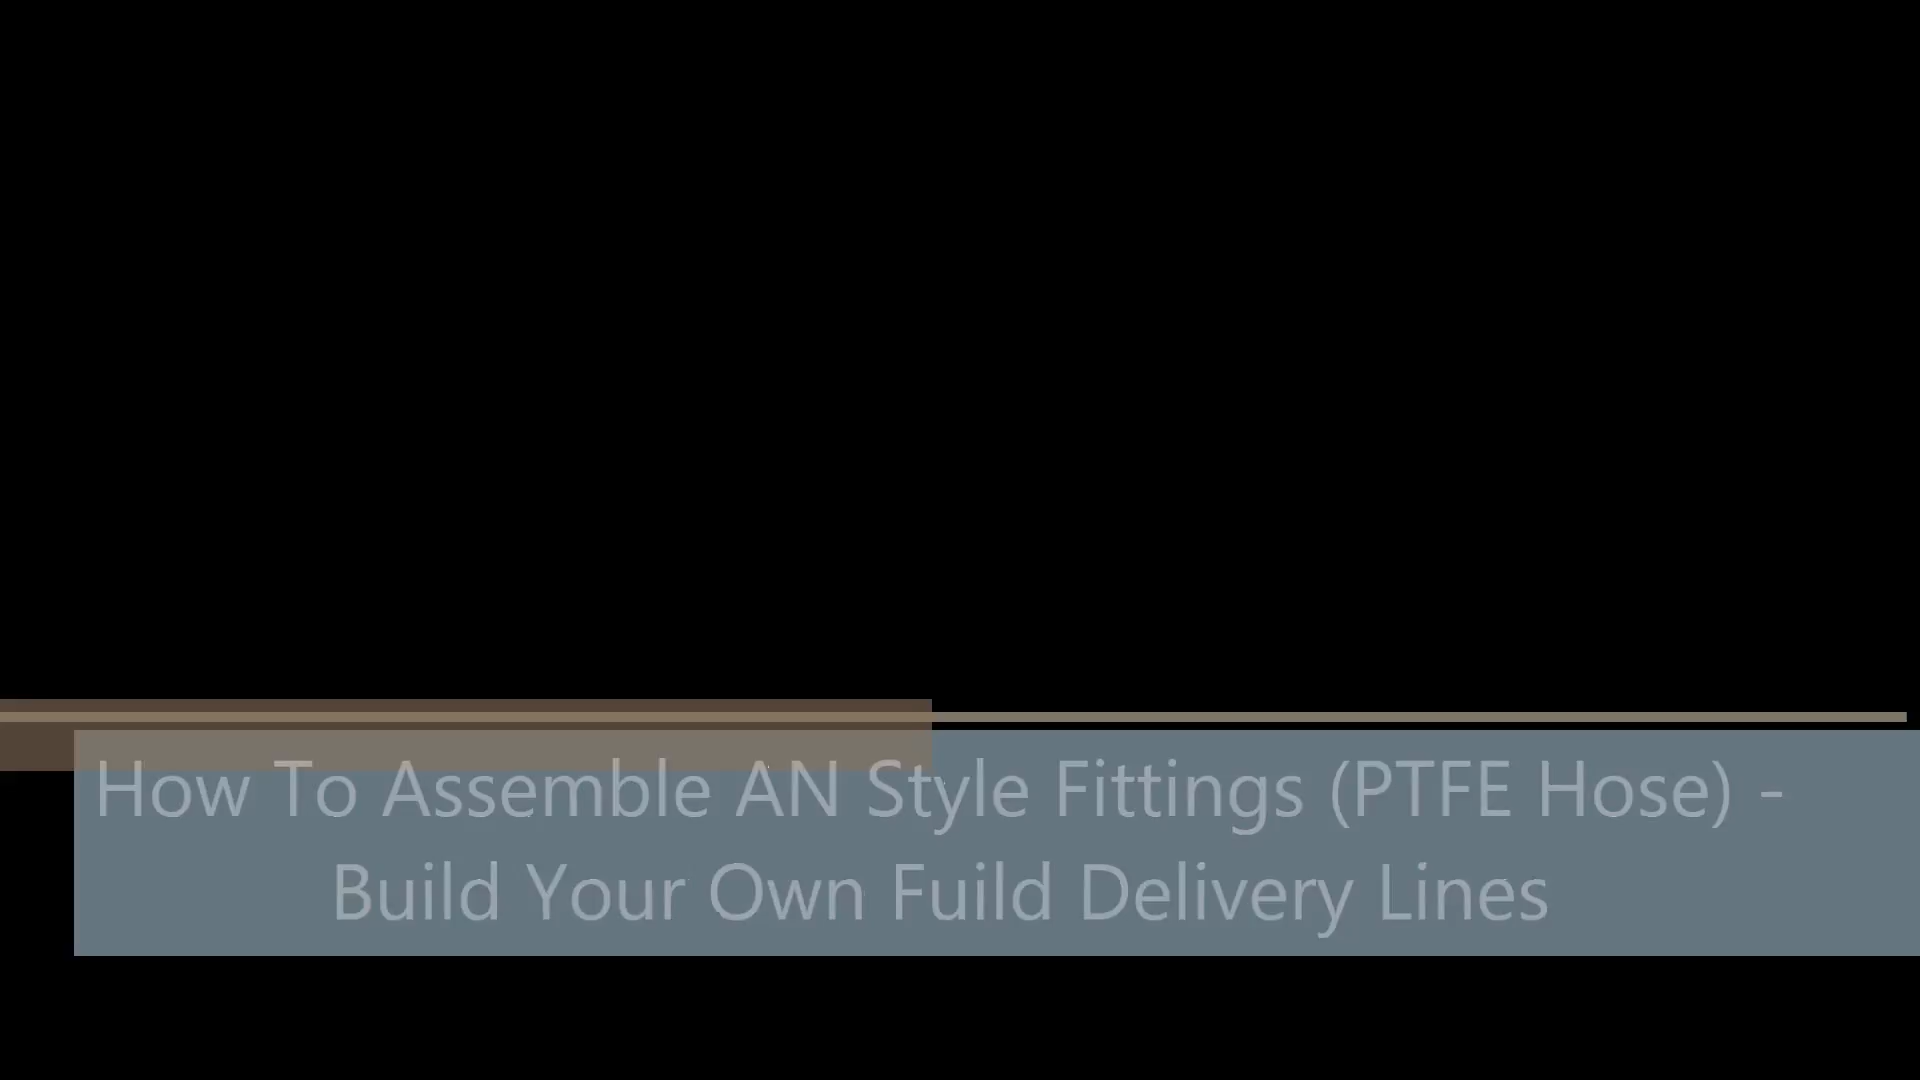 How To Assemble AN Style Fittings (PTFE Hose) -
Build Your Own Fuild Delivery Lines